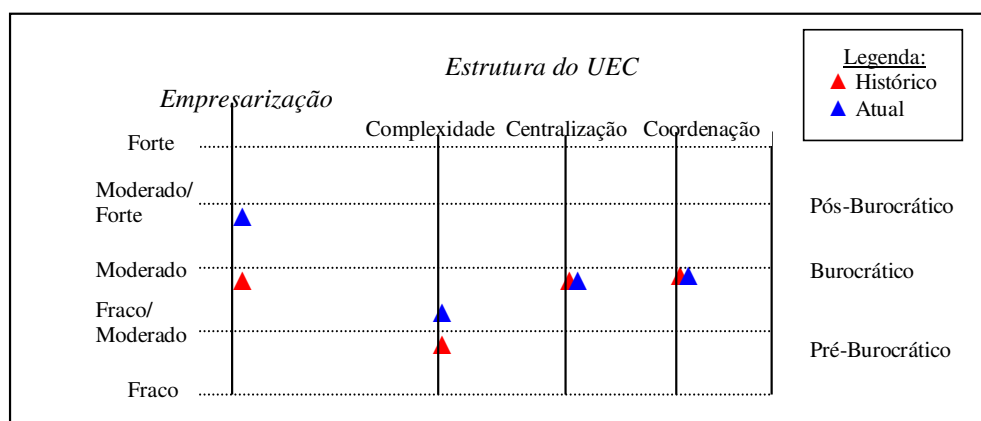 Estrutura do UEC
Empresarização
Legenda:
Histórico
Atual
Complexidade Centralização Coordenação
Forte
Moderado/
Forte
Pós-Burocrático
Moderado
Burocrático
Fraco/
Moderado
Pré-Burocrático
Fraco